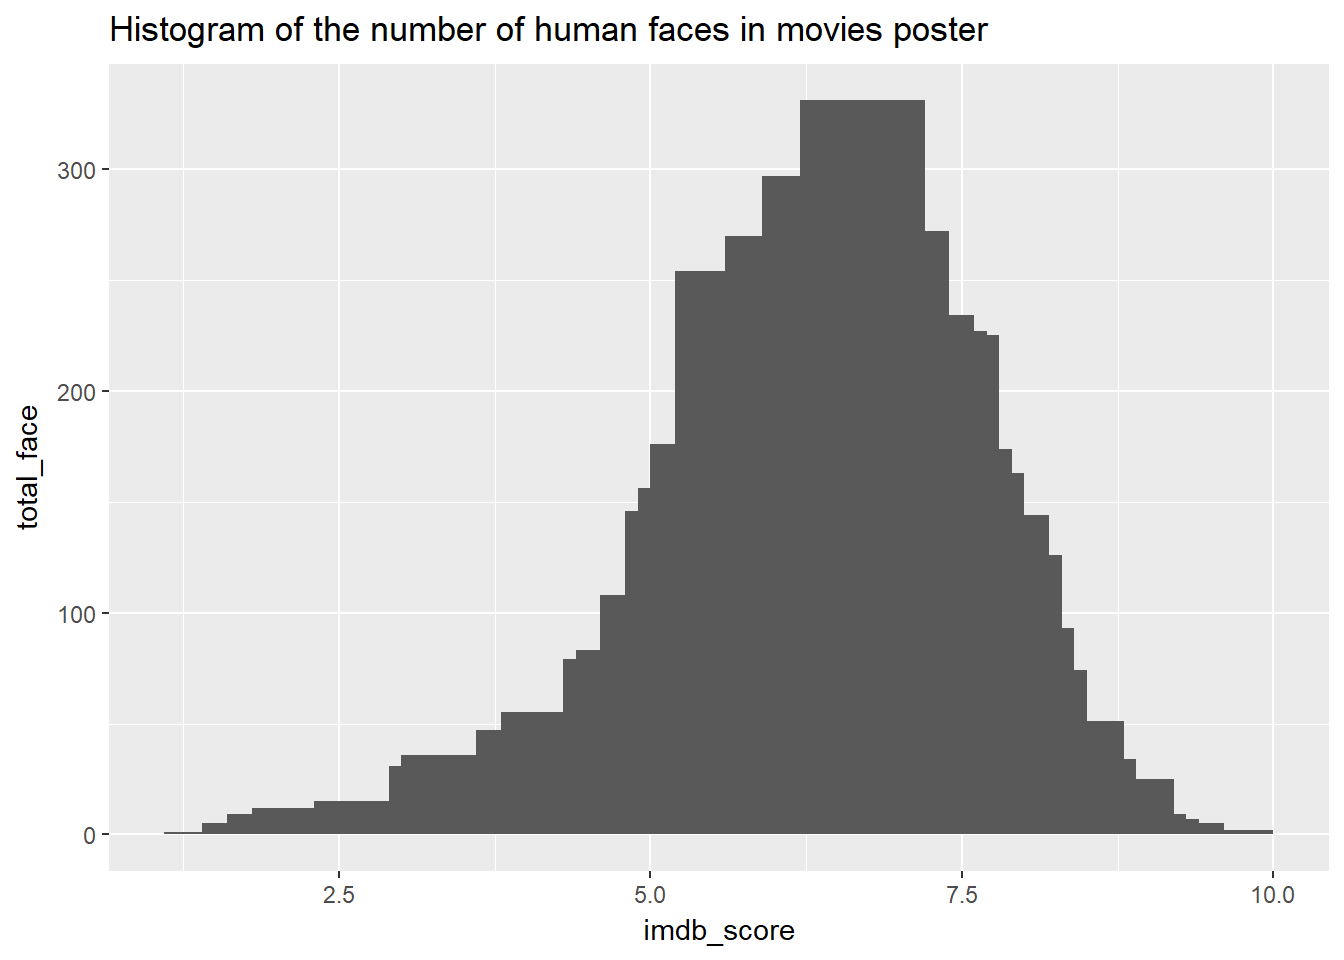 Histogram of the number of human faces in movies poster
300
200
100
0
total_face
2.5 5.0 7.5 10.0
imdb_score